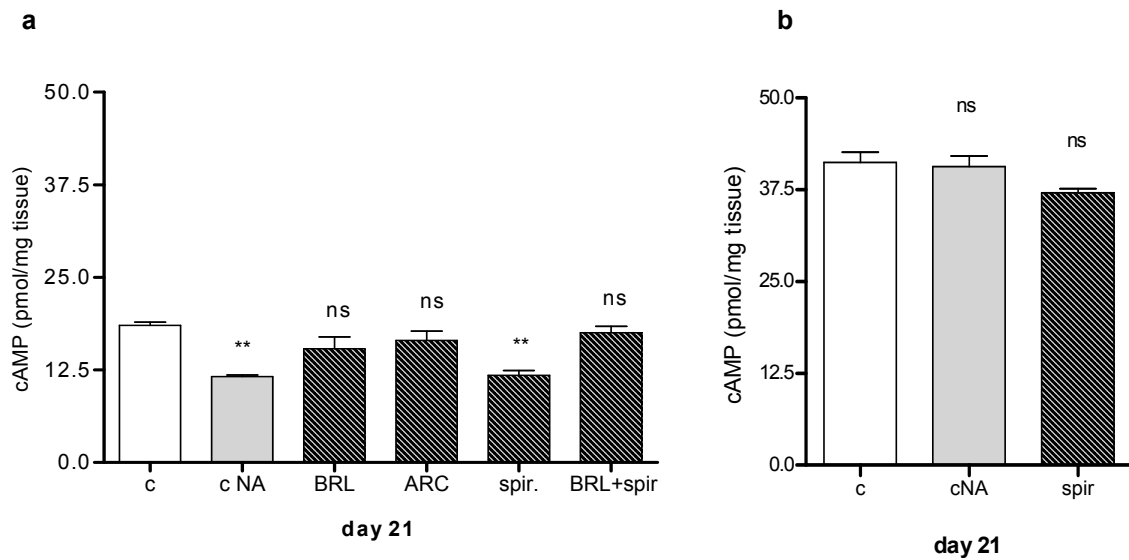 a
cAMP (pmol/mg tissue)
50.0
37.5
25.0
12.5
0.0
**
ns
ns
**
ns
c
c NA
BRL
ARC
spir.
BRL+spir
day 21
b
cAMP (pmol/mg tissue)
50.0
37.5
25.0
12.5
0.0
ns
ns
c
cNA
spir
day 21